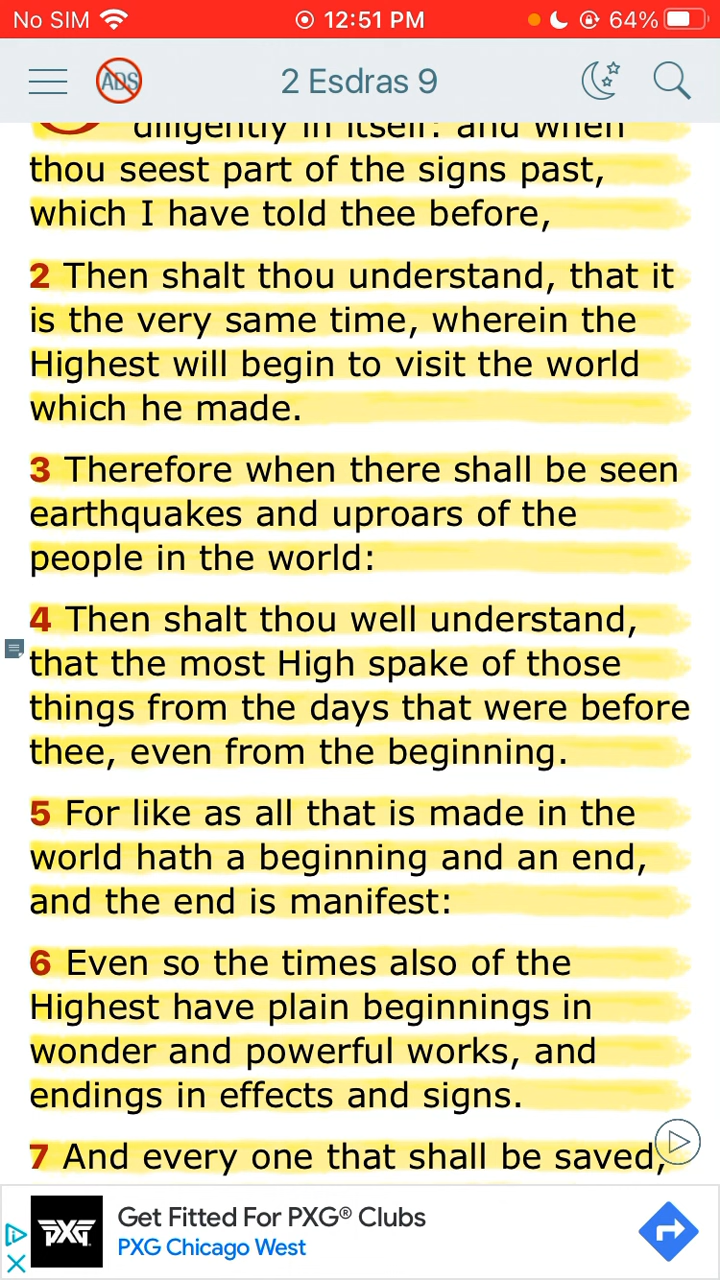 No SIM 12:51 PM 64%
ADS 2 Esdras 9
diligently in itself: and when
thou seest part of the signs past,
which I have told thee before,
2 Then shalt thou understand, that it
is the very same time, wherein the
Highest will begin to visit the world
which he made.
3 Therefore when there shall be seen
earthquakes and uproars of the
people in the world:
4 Then shalt thou well understand,
that the most High spake of those
things from the days that were before
thee, even from the beginning.
5 For like as all that is made in the
world hath a beginning and an end,
and the end is manifest:
6 Even so the times also of the
Highest have plain beginnings in
wonder and powerful works, and
endings in effects and signs.
7 And every one that shall be saved,
PXG Get Fitted For PXG® Clubs
PXG Chicago West